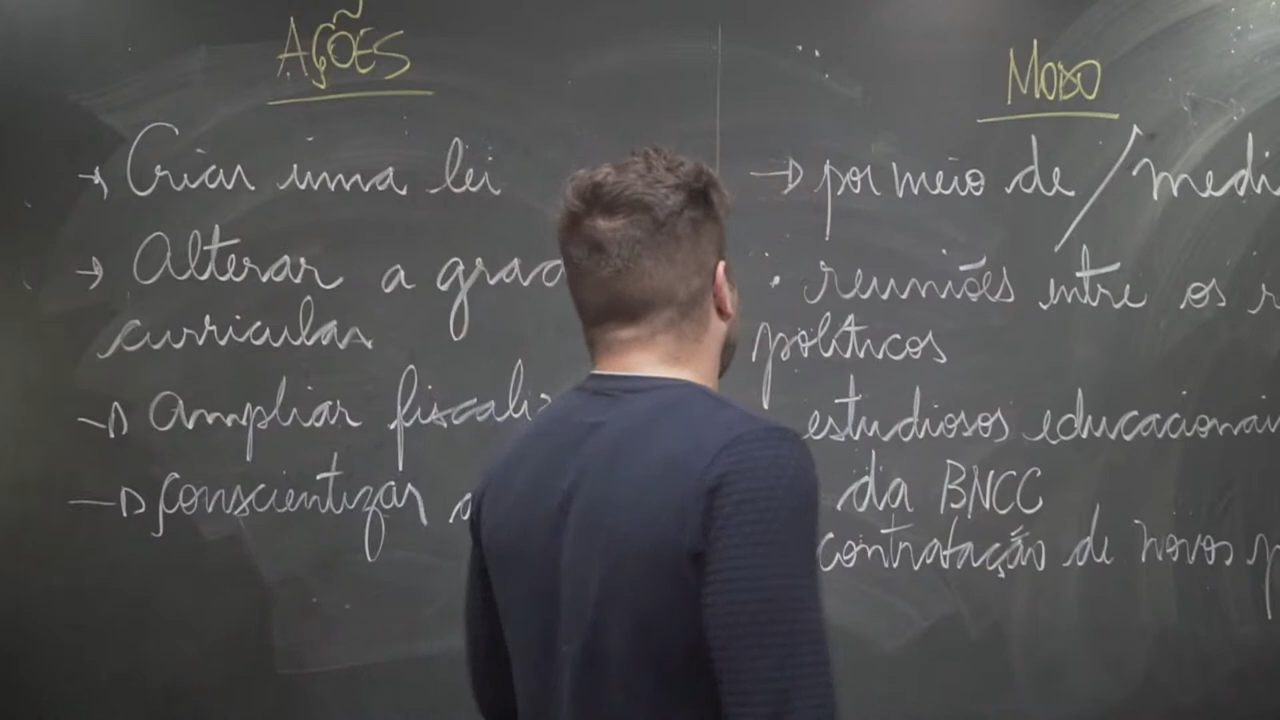 AÇÕES
→ Criar uma lei
→ Alterar a grad
curricular
→ Ampliar fiscaliz
→ Conscientizar
MODO
→ por meio de / medi
• reuniões entre os
políticos
estudiosos educacionai
da BNCC
contratação de novos p